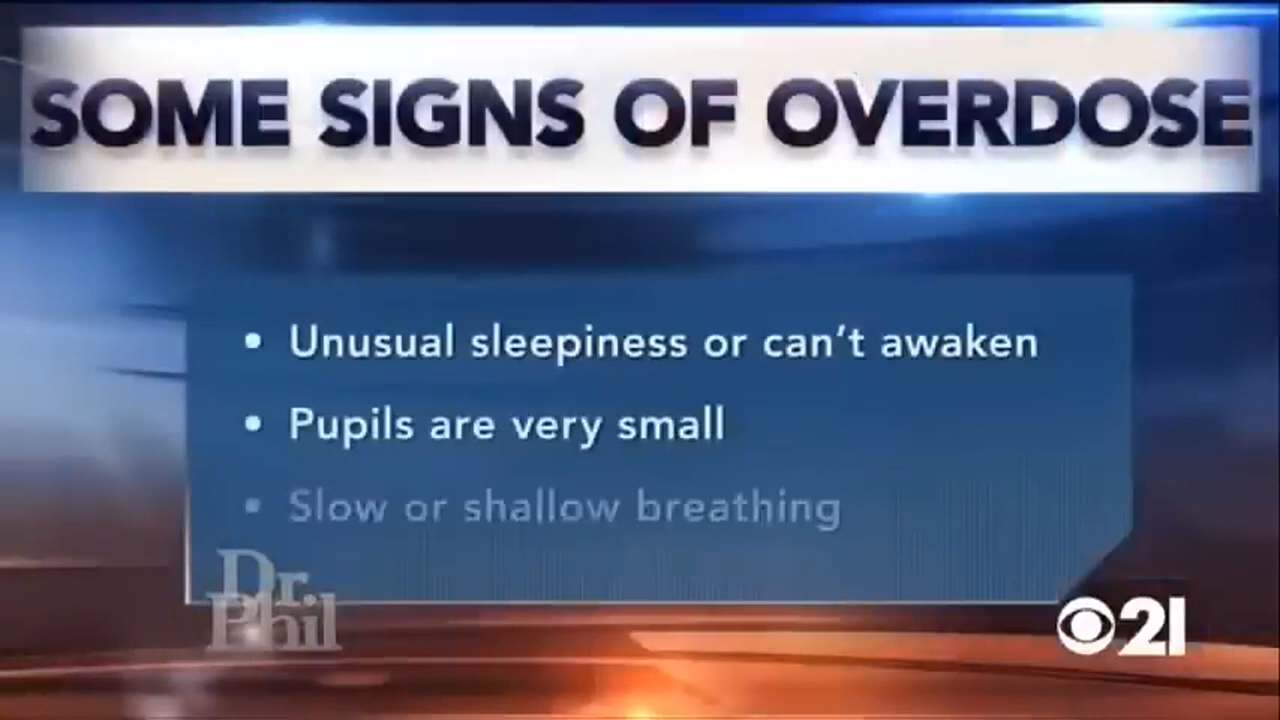 SOME SIGNS OF OVERDOSE
• Unusual sleepiness or can't awaken
• Pupils are very small
• Slow or shallow breathing
Dr.
Phil
21